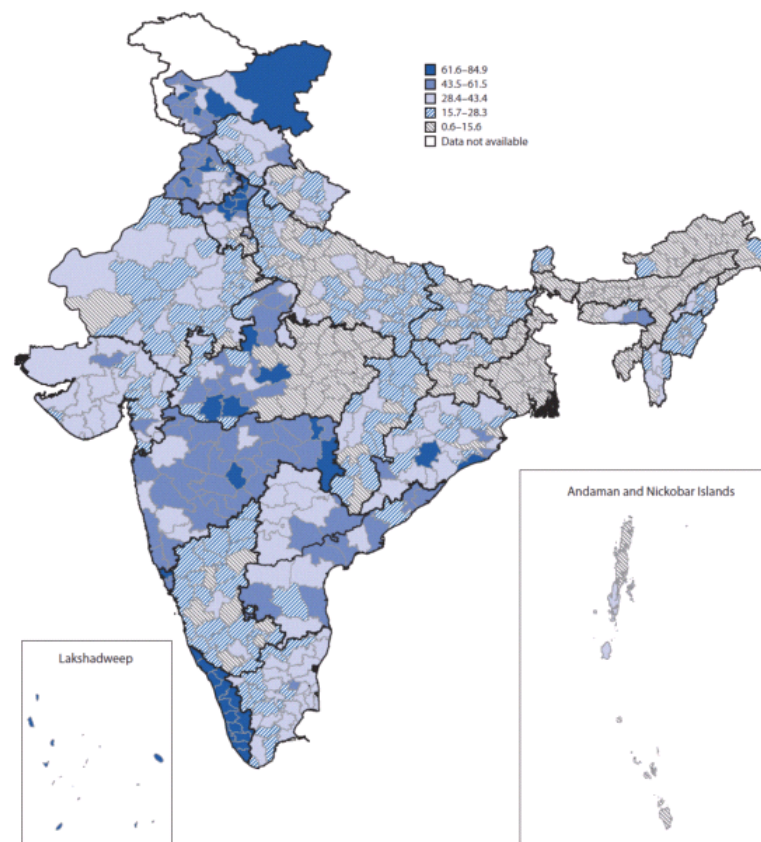 61.6–84.9
43.5–61.5
28.4–43.4
15.7–28.3
0.6–15.6
Data not available
Andaman and Nickobar Islands
Lakshadweep